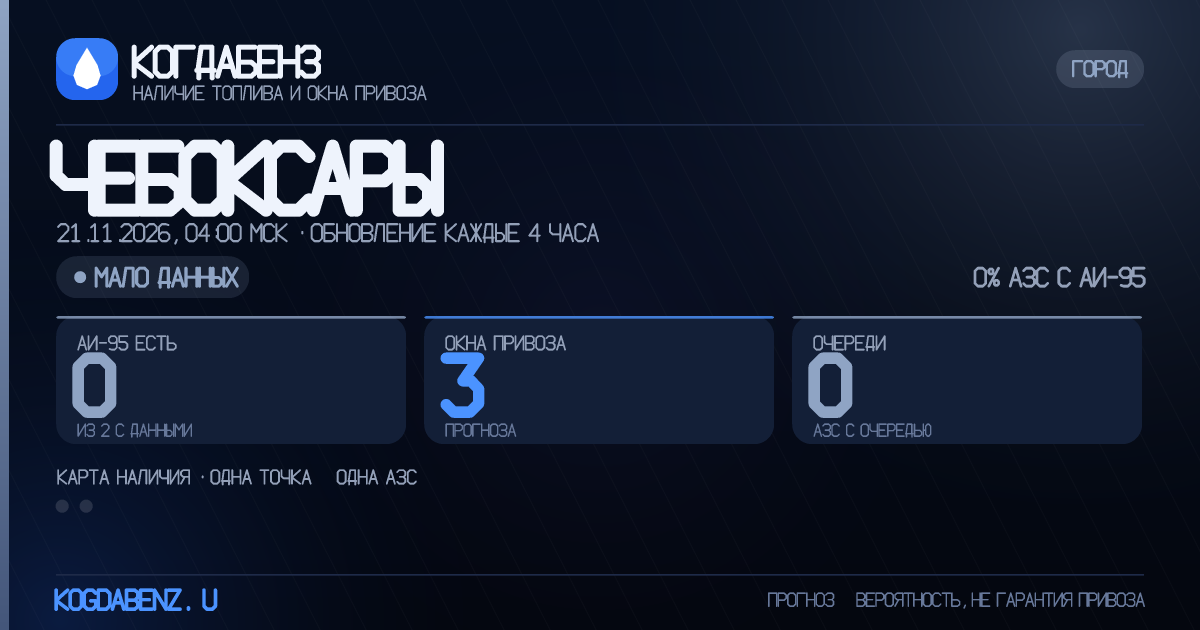 КОГДАБЕНЗ
НАЛИЧИЕ ТОПЛИВА И ОКНА ПРИВОЗА
ГОРОД
ЧЕБОКСАРЫ
21.11.2026, 04:00 МСК · ОБНОВЛЕНИЕ КАЖДЫЕ 4 ЧАСА
МАЛО ДАННЫХ
0% АЗС С АИ-95
АИ-95 ЕСТЬ
0
ИЗ 2 С ДАННЫМИ
ОКНА ПРИВОЗА
3
ПРОГНОЗА
ОЧЕРЕДИ
0
АЗС С ОЧЕРЕДЬЮ
КАРТА НАЛИЧИЯ · ОДНА ТОЧКА ОДНА АЗС
KOGDABENZ. U
ПРОГНОЗ ВЕРОЯТНОСТЬ, НЕ ГАРАНТИЯ ПРИВОЗА